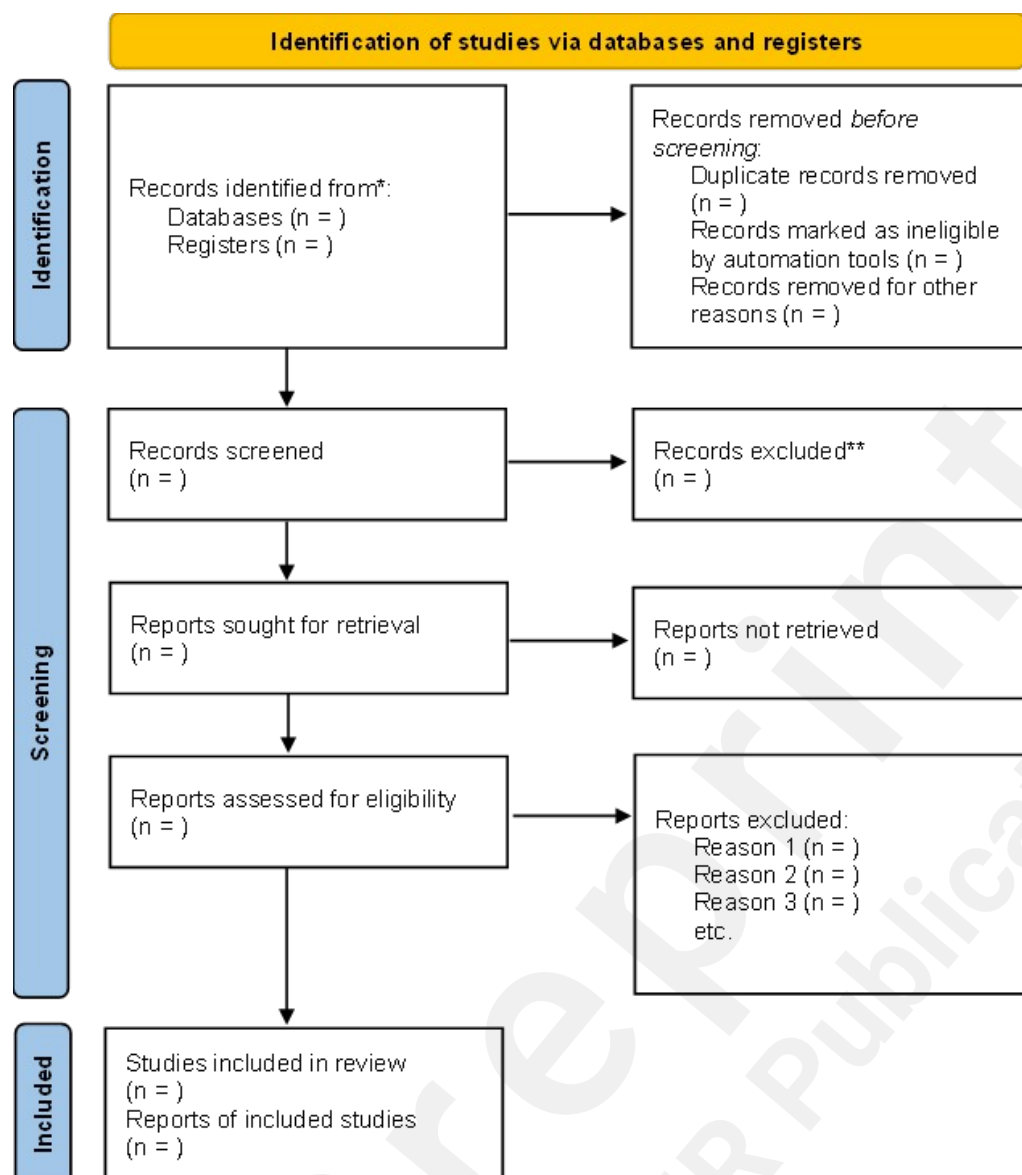 Identification of studies via databases and registers
Identification
Records identified from*:
Databases (n = )
Registers (n = )
Records removed before
screening:
Duplicate records removed
(n = )
Records marked as ineligible
by automation tools (n = )
Records removed for other
reasons (n = )
Screening
Records screened
(n = )
Records excluded**
(n = )
Reports sought for retrieval
(n = )
Reports not retrieved
(n = )
Reports assessed for eligibility
(n = )
Reports excluded:
Reason 1 (n = )
Reason 2 (n = )
Reason 3 (n = )
etc.
Included
Studies included in review
(n = )
Reports of included studies
(n = )